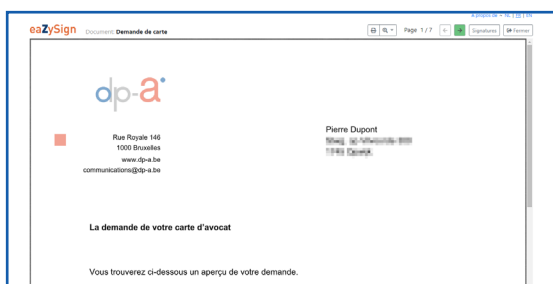 A propos de NL | FR | EN
eaZySign Document: Demande de carte Page 1 / 7 Signatures Fermer
dp-a
Rue Royale 146
1000 Bruxelles
www.dp-a.be
communications@dp-a.be
Pierre Dupont
La demande de votre carte d'avocat
Vous trouverez ci-dessous un aperçu de votre demande.